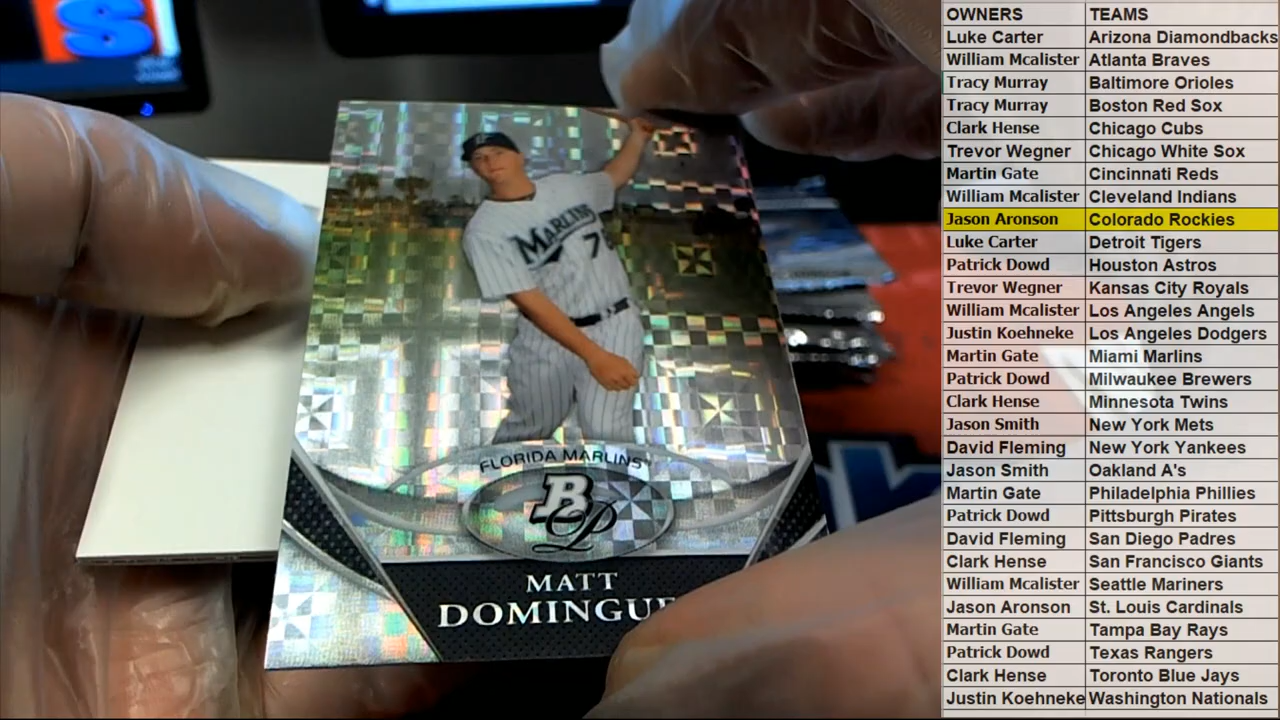 S
MARLINS
7
FLORIDA MARLINS
BP
MATT
OWNERS TEAMS
Luke Carter Arizona Diamondbacks
William Mcalister Atlanta Braves
Tracy Murray Baltimore Orioles
Tracy Murray Boston Red Sox
Clark Hense Chicago Cubs
Trevor Wegner Chicago White Sox
Martin Gate Cincinnati Reds
William Mcalister Cleveland Indians
Jason Aronson Colorado Rockies
Luke Carter Detroit Tigers
Patrick Dowd Houston Astros
Trevor Wegner Kansas City Royals
William Mcalister Los Angeles Angels
Justin Koehneke Los Angeles Dodgers
Martin Gate Miami Marlins
Patrick Dowd Milwaukee Brewers
Clark Hense Minnesota Twins
Jason Smith New York Mets
David Fleming New York Yankees
Jason Smith Oakland A's
Martin Gate Philadelphia Phillies
Patrick Dowd Pittsburgh Pirates
David Fleming San Diego Padres
Clark Hense San Francisco Giants
William Mcalister Seattle Mariners
Jason Aronson St. Louis Cardinals
Martin Gate Tampa Bay Rays
Patrick Dowd Texas Rangers
Clark Hense Toronto Blue Jays
Justin Koehneke Washington Nationals